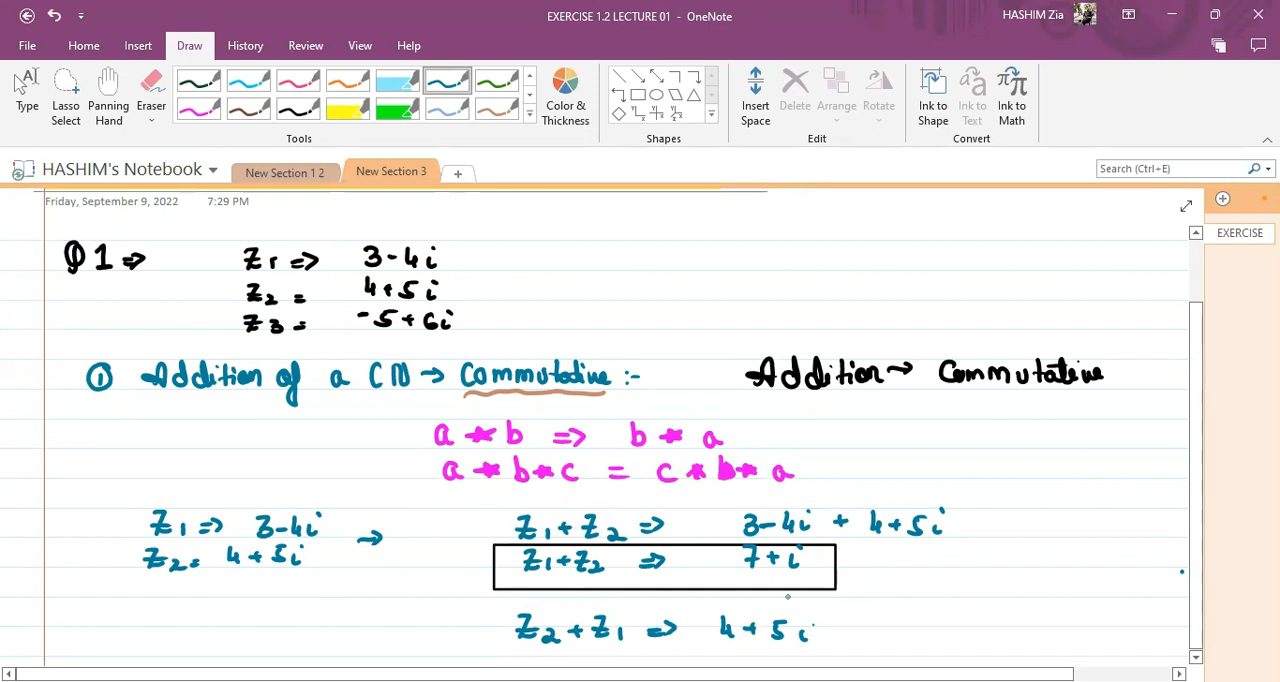 EXERCISE 1.2 LECTURE 01 - OneNote
HASHIM Zia
File Home Insert Draw History Review View Help
Type Lasso Select Panning Hand Eraser
Color & Thickness
Insert Space Delete Arrange Rotate
Ink to Shape Ink to Text Ink to Math
Tools Shapes Edit Convert
HASHIM's Notebook New Section 1 2 New Section 3 Search (Ctrl+E)
Friday, September 9, 2022 7:29 PM
EXERCISE
Q1 ⇒ Z1 ⇒ 3-4i
Z2 = 4+5i
Z3 = -5+6i
① Addition of a CN → Commutative :- Addition → Commutative
a * b ⇒ b * a
a * b * c = c * b * a
Z1 ⇒ 3-4i → Z1+Z2 ⇒ 3-4i + 4+5i
Z2 = 4+5i Z1+Z2 ⇒ 7+i
Z2+Z1 ⇒ 4+5i